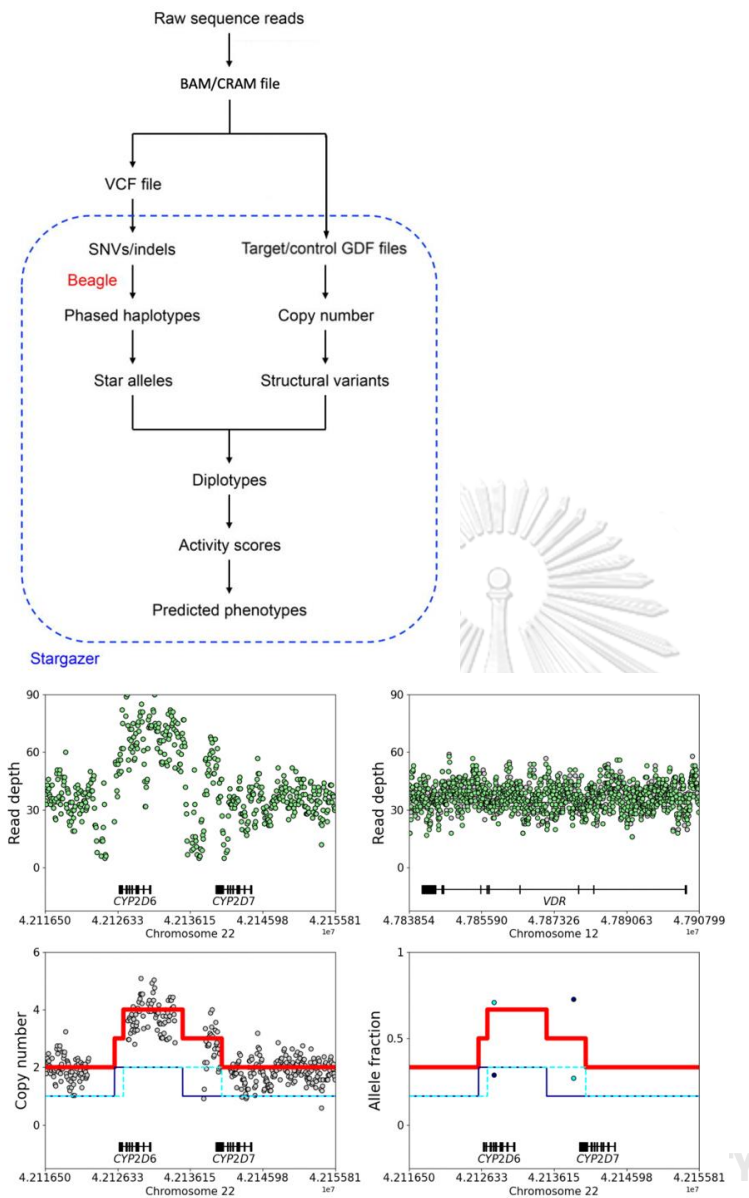 Raw sequence reads
BAM/CRAM file
VCF file
SNVs/indels Target/control GDF files
Beagle
Phased haplotypes Copy number
Star alleles Structural variants
Diplotypes
Activity scores
Predicted phenotypes
Stargazer
90
60
30
0
Read depth
CYP2D6 CYP2D7
4.211650 4.212633 4.213615 4.214598 4.215581
Chromosome 22 1e7
90
60
30
0
Read depth
VDR
4.783854 4.785590 4.787326 4.789063 4.790799
Chromosome 12 1e7
6
4
2
0
Copy number
CYP2D6 CYP2D7
4.211650 4.212633 4.213615 4.214598 4.215581
Chromosome 22 1e7
1
0.5
0
Allele fraction
CYP2D6 CYP2D7
4.211650 4.212633 4.213615 4.214598 4.215581
Chromosome 22 1e7